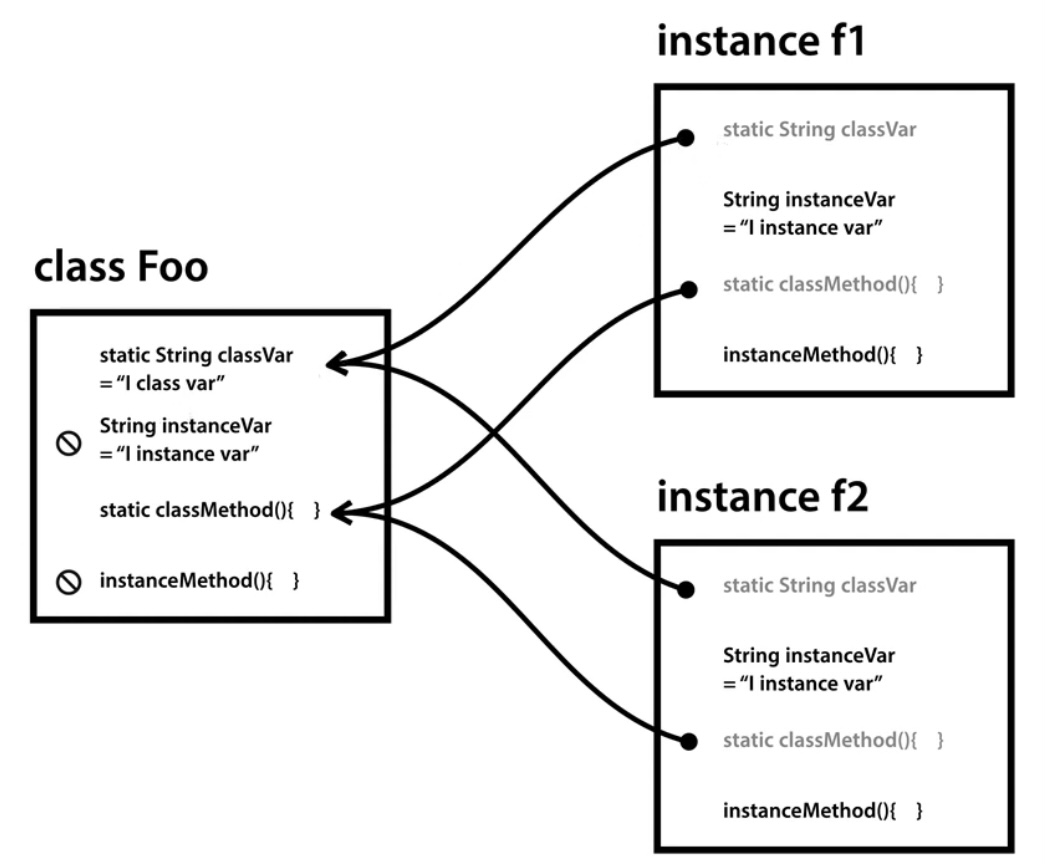 class Foo
static String classVar
= “I class var”
String instanceVar
= “I instance var”
static classMethod(){ }
instanceMethod(){ }
instance f1
static String classVar
String instanceVar
= “I instance var”
static classMethod(){ }
instanceMethod(){ }
instance f2
static String classVar
String instanceVar
= “I instance var”
static classMethod(){ }
instanceMethod(){ }